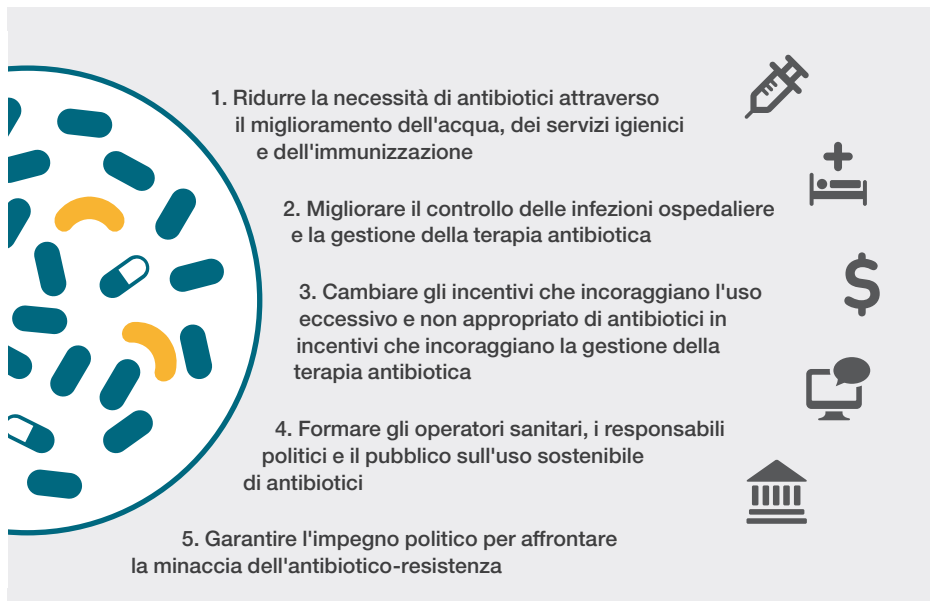 1. Ridurre la necessità di antibiotici attraverso
il miglioramento dell'acqua, dei servizi igienici
e dell'immunizzazione
2. Migliorare il controllo delle infezioni ospedaliere
e la gestione della terapia antibiotica
3. Cambiare gli incentivi che incoraggiano l'uso
eccessivo e non appropriato di antibiotici in
incentivi che incoraggiano la gestione della
terapia antibiotica
4. Formare gli operatori sanitari, i responsabili
politici e il pubblico sull'uso sostenibile
di antibiotici
5. Garantire l'impegno politico per affrontare
la minaccia dell'antibiotico-resistenza